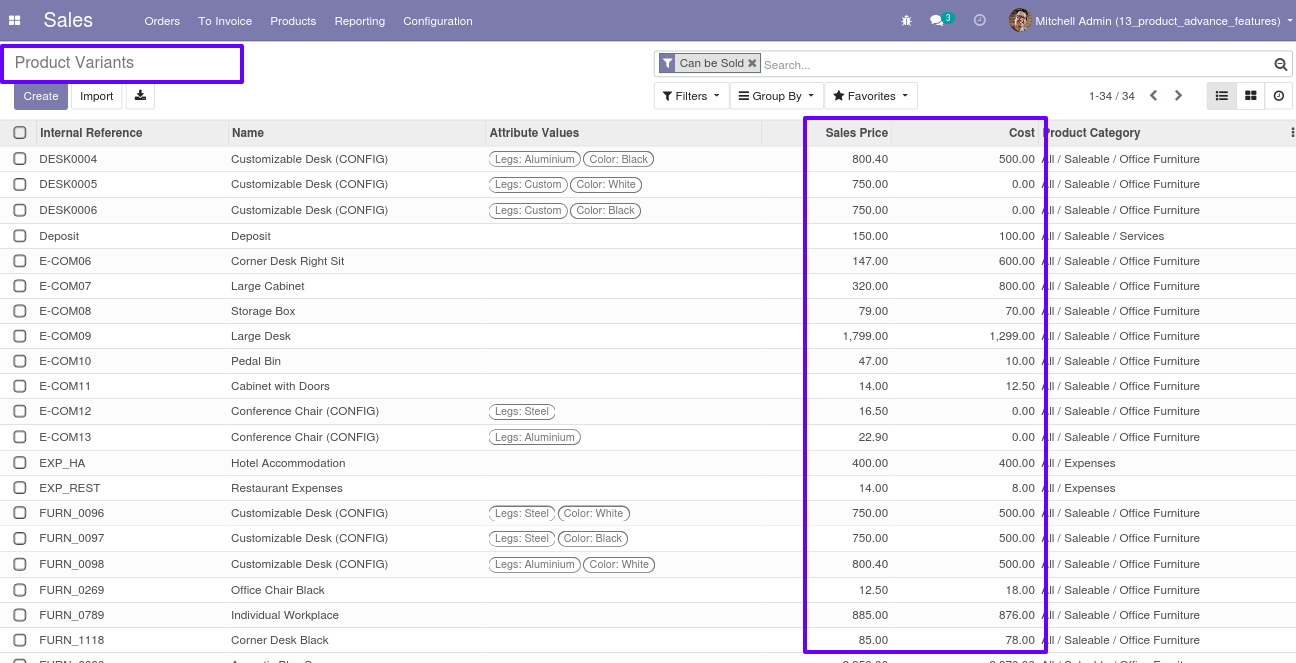 Sales Orders To Invoice Products Reporting Configuration 3 Mitchell Admin (13_product_advance_features)
Product Variants Can be Sold Search...
Create Import Filters Group By Favorites 1-34 / 34
Internal Reference Name Attribute Values Sales Price Cost Product Category
DESK0004 Customizable Desk (CONFIG) Legs: Aluminium Color: Black 800.40 500.00 All / Saleable / Office Furniture
DESK0005 Customizable Desk (CONFIG) Legs: Custom Color: White 750.00 0.00 All / Saleable / Office Furniture
DESK0006 Customizable Desk (CONFIG) Legs: Custom Color: Black 750.00 0.00 All / Saleable / Office Furniture
Deposit Deposit 150.00 100.00 All / Saleable / Services
E-COM06 Corner Desk Right Sit 147.00 600.00 All / Saleable / Office Furniture
E-COM07 Large Cabinet 320.00 800.00 All / Saleable / Office Furniture
E-COM08 Storage Box 79.00 70.00 All / Saleable / Office Furniture
E-COM09 Large Desk 1,799.00 1,299.00 All / Saleable / Office Furniture
E-COM10 Pedal Bin 47.00 10.00 All / Saleable / Office Furniture
E-COM11 Cabinet with Doors 14.00 12.50 All / Saleable / Office Furniture
E-COM12 Conference Chair (CONFIG) Legs: Steel 16.50 0.00 All / Saleable / Office Furniture
E-COM13 Conference Chair (CONFIG) Legs: Aluminium 22.90 0.00 All / Saleable / Office Furniture
EXP_HA Hotel Accommodation 400.00 400.00 All / Expenses
EXP_REST Restaurant Expenses 14.00 8.00 All / Expenses
FURN_0096 Customizable Desk (CONFIG) Legs: Steel Color: White 750.00 500.00 All / Saleable / Office Furniture
FURN_0097 Customizable Desk (CONFIG) Legs: Steel Color: Black 750.00 500.00 All / Saleable / Office Furniture
FURN_0098 Customizable Desk (CONFIG) Legs: Aluminium Color: White 800.40 500.00 All / Saleable / Office Furniture
FURN_0269 Office Chair Black 12.50 18.00 All / Saleable / Office Furniture
FURN_0789 Individual Workplace 885.00 876.00 All / Saleable / Office Furniture
FURN_1118 Corner Desk Black 85.00 78.00 All / Saleable / Office Furniture